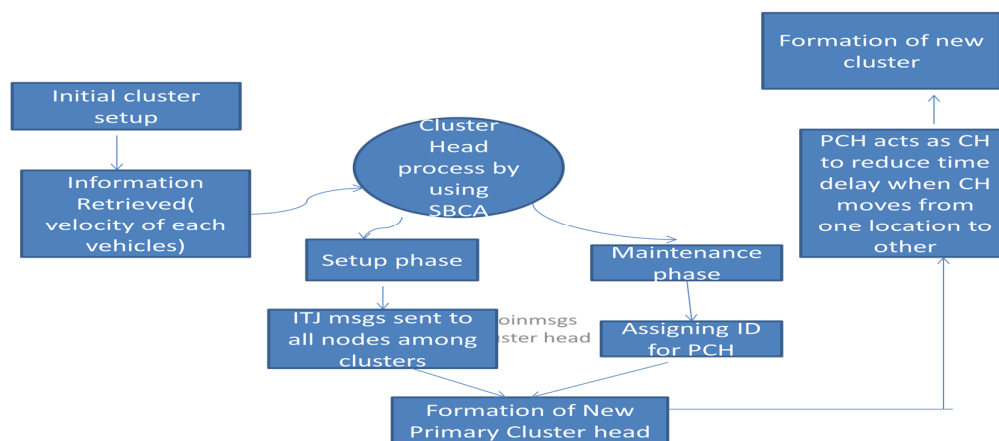 Initial cluster
setup
Information
Retrieved(
velocity of each
vehicles)
Cluster
Head
process by
using
SBCA
Setup phase
ITJ msgs sent to
all nodes among
clusters
Maintenance
phase
Assigning ID
for PCH
head
Formation of New
Primary Cluster head
PCH acts as CH
to reduce time
delay when CH
moves from
one location to
other
Formation of new
cluster